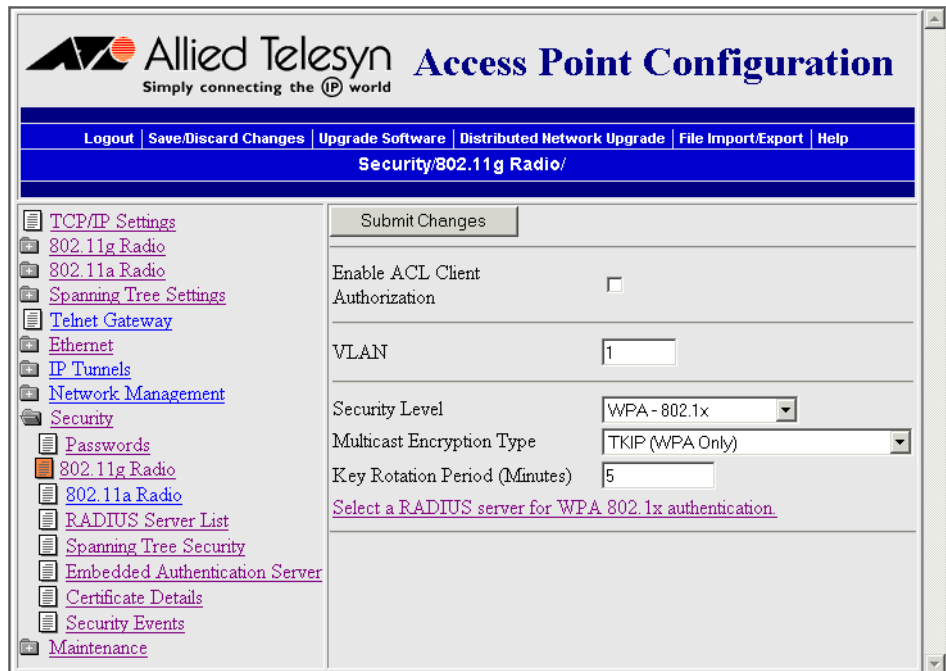 Allied Telesyn
Simply connecting the IP world
Access Point Configuration
Logout | Save/Discard Changes | Upgrade Software | Distributed Network Upgrade | File Import/Export | Help
Security/802.11g Radio/
TCP/IP Settings
802.11g Radio
802.11a Radio
Spanning Tree Settings
Telnet Gateway
Ethernet
IP Tunnels
Network Management
Security
Passwords
802.11g Radio
802.11a Radio
RADIUS Server List
Spanning Tree Security
Embedded Authentication Server
Certificate Details
Security Events
Maintenance
Submit Changes
Enable ACL Client
Authorization
VLAN 1
Security Level WPA - 802.1x
Multicast Encryption Type TKIP (WPA Only)
Key Rotation Period (Minutes) 5
Select a RADIUS server for WPA 802.1x authentication.